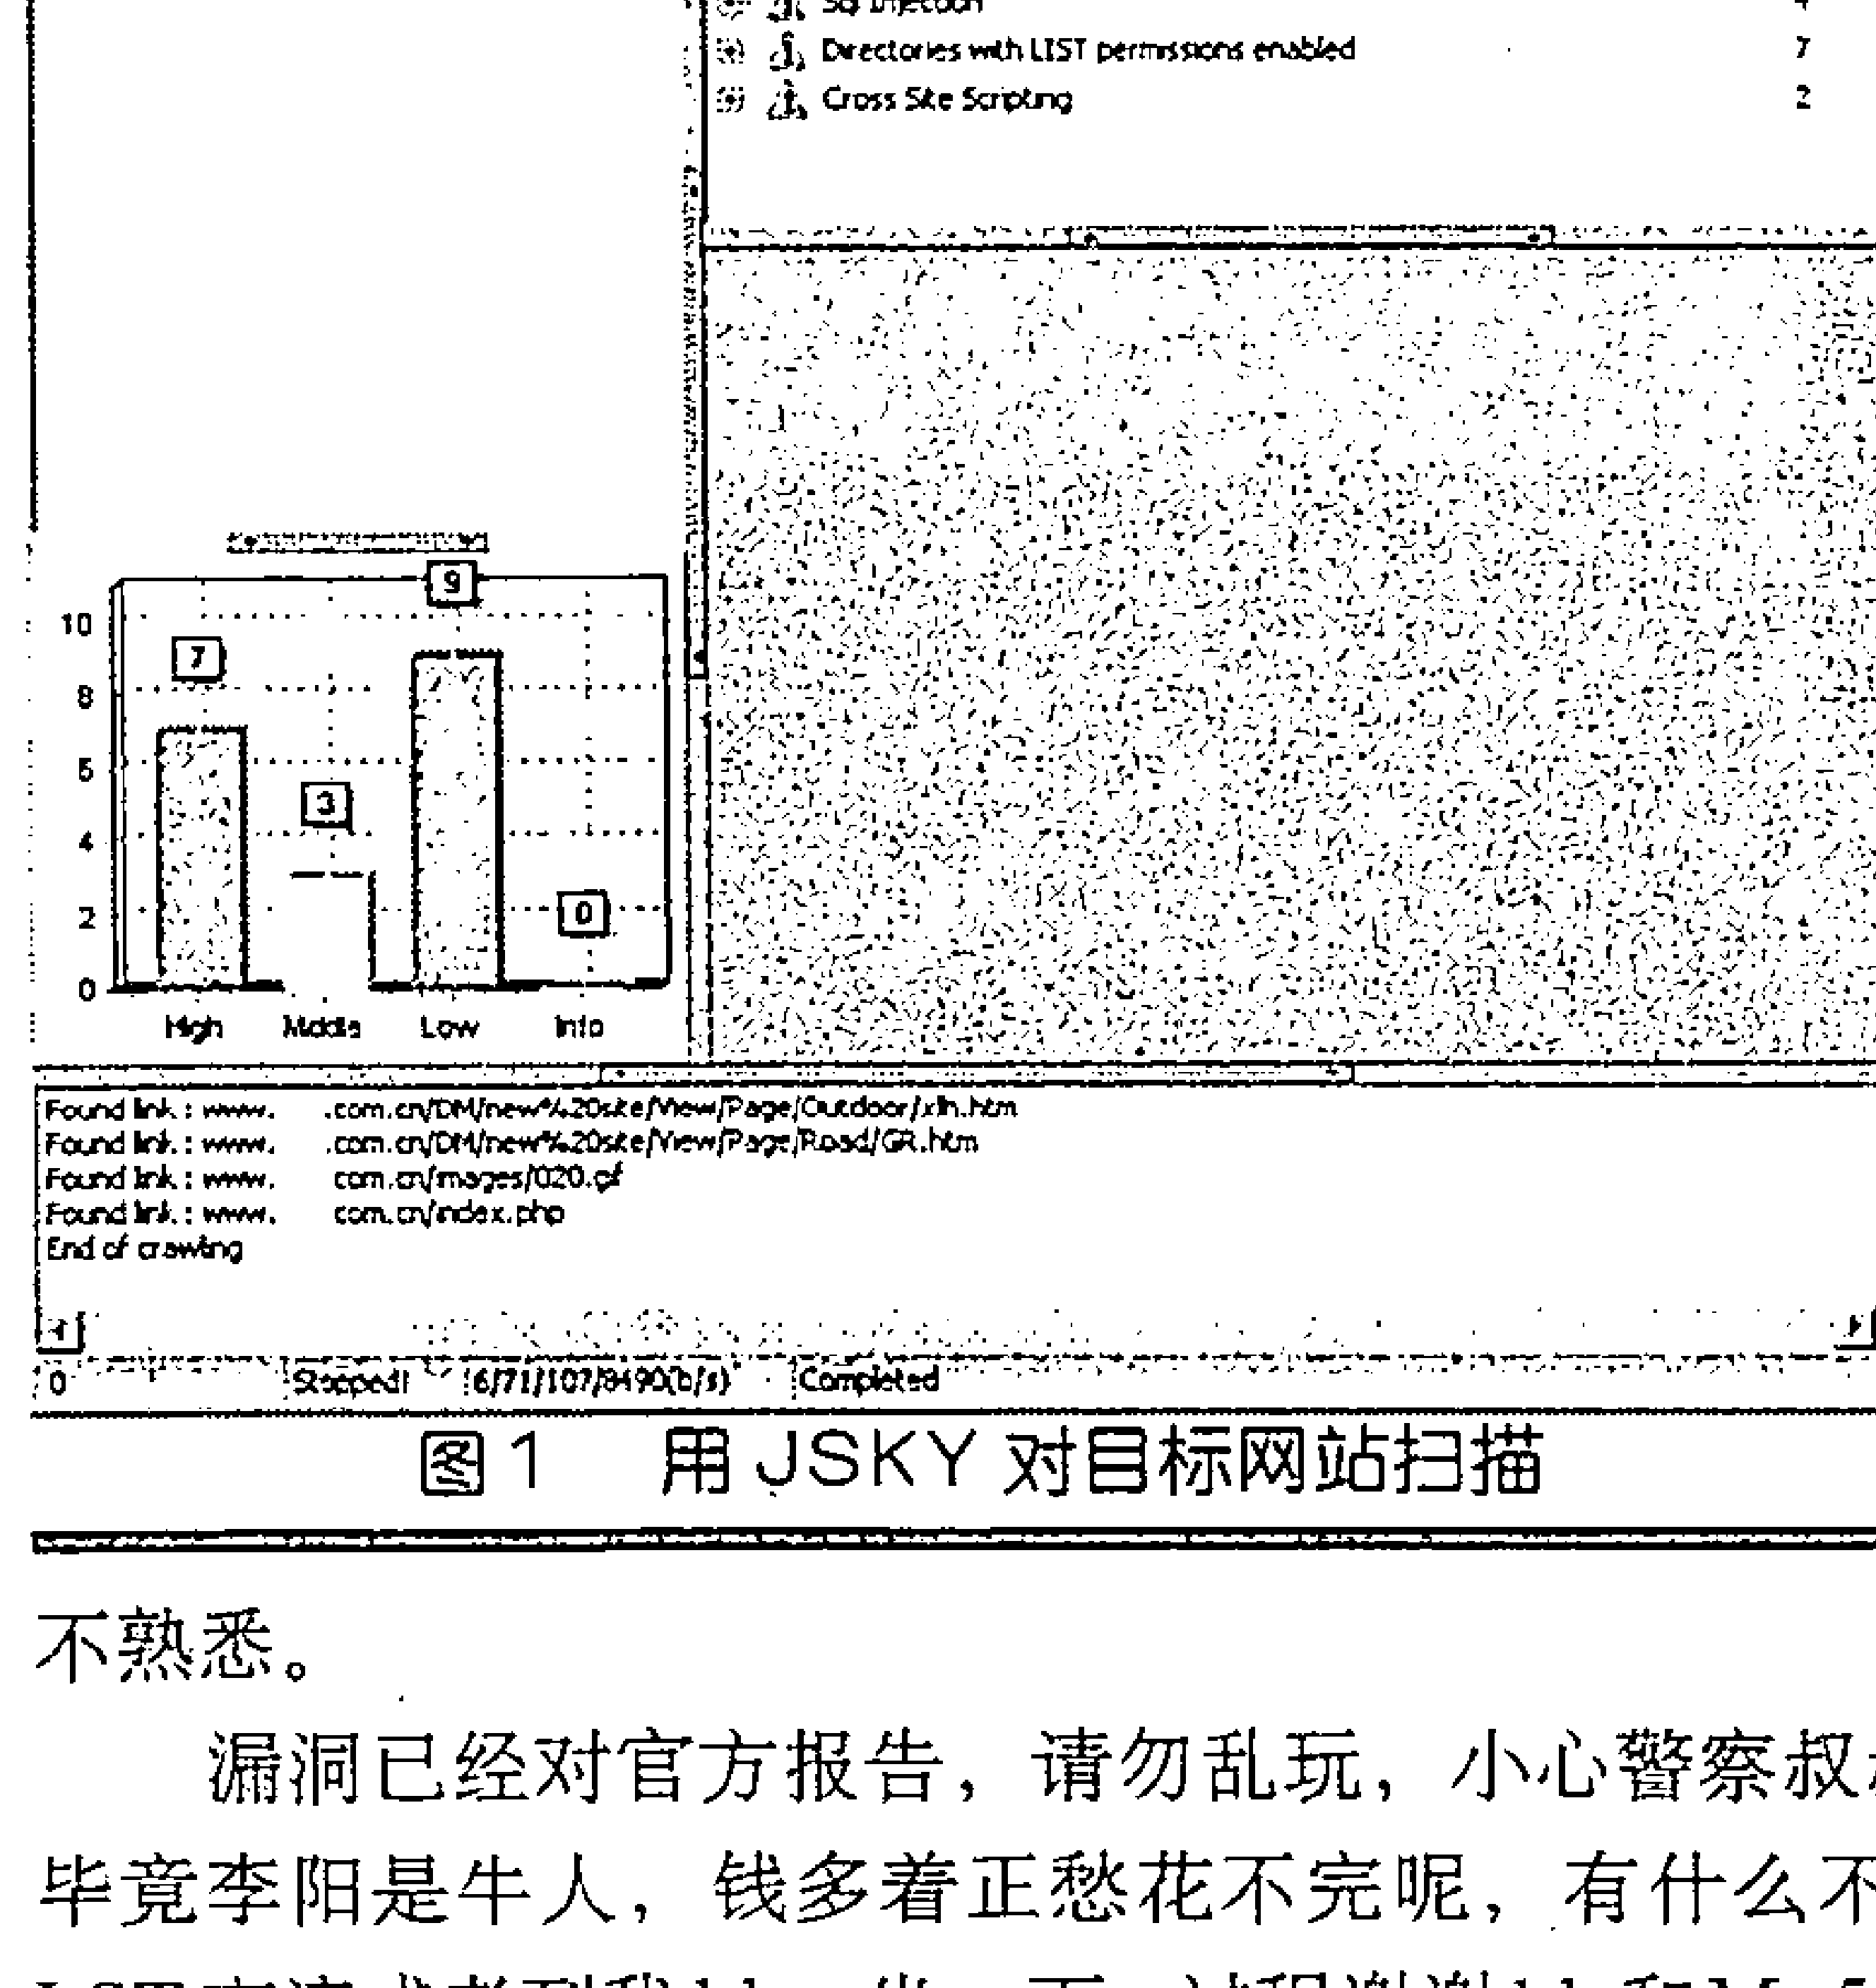 Sql Injection
Directories with LIST permissions enabled 7
Cross Site Scripting 2
9
10
7
8
5
3
4
2
0
0
High Middle Low Info
Found link : www. .com.cn/DM/new%20site/View/Page/Outdoor/xin.htm
Found link : www. .com.cn/DM/new%20site/View/Page/Road/GR.htm
Found link : www. com.cn/images/020.gif
Found link : www. com.cn/index.php
End of crawling
0 Stopped! 6/71/107/8490(b/s) Completed
图1 用 JSKY 对目标网站扫描
不熟悉。
漏洞已经对官方报告，请勿乱玩，小心警察叔
毕竟李阳是牛人，钱多着正愁花不完呢，有什么不